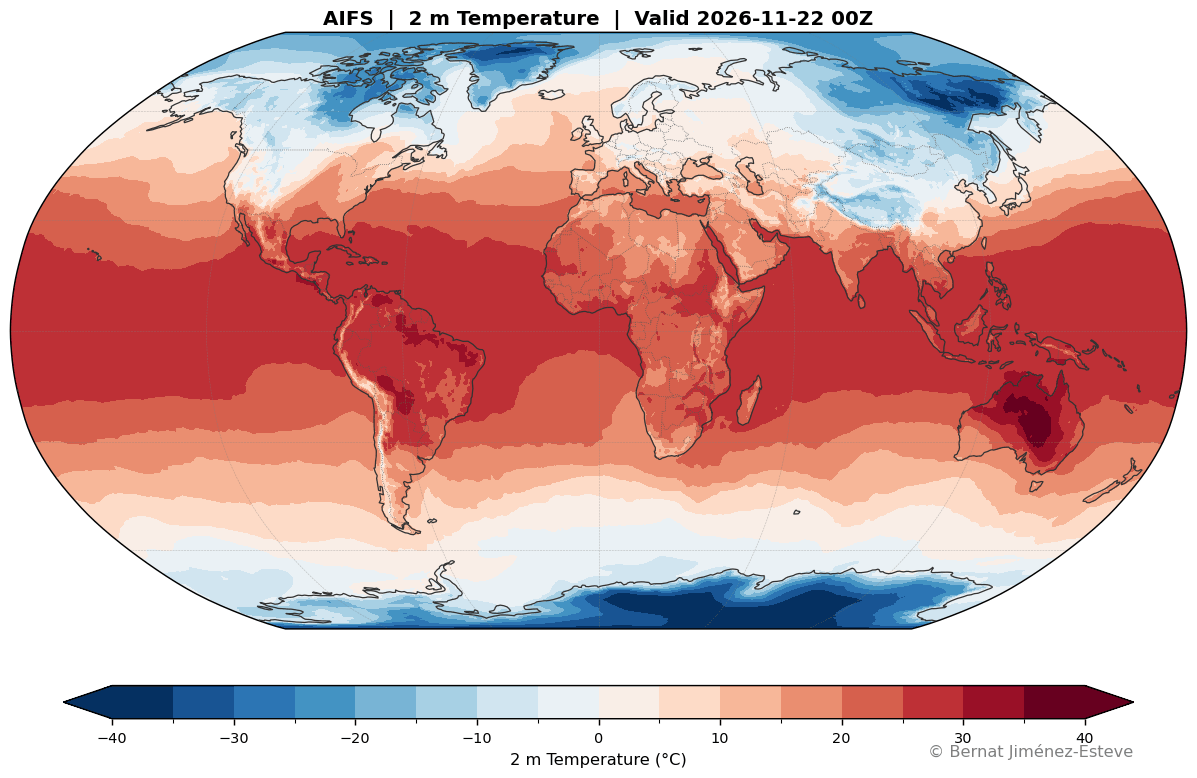 AIFS | 2 m Temperature | Valid 2026-11-22 00Z
−40 −30 −20 −10 0 10 20 30 40
2 m Temperature (°C)
© Bernat Jiménez-Esteve